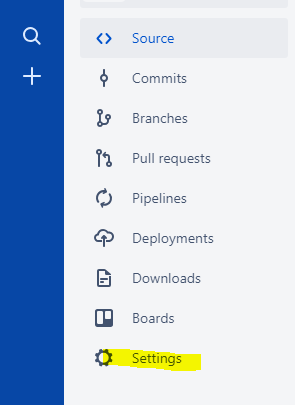 Source
Commits
Branches
Pull requests
Pipelines
Deployments
Downloads
Boards
Settings